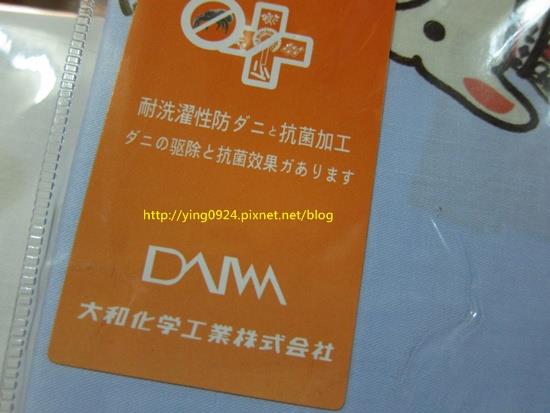 耐洗濯性防ダニと抗菌加工
ダニの駆除と抗菌効果があります
http://ying0924.pixnet.net/blog
DAIWA
大和化学工業株式会社